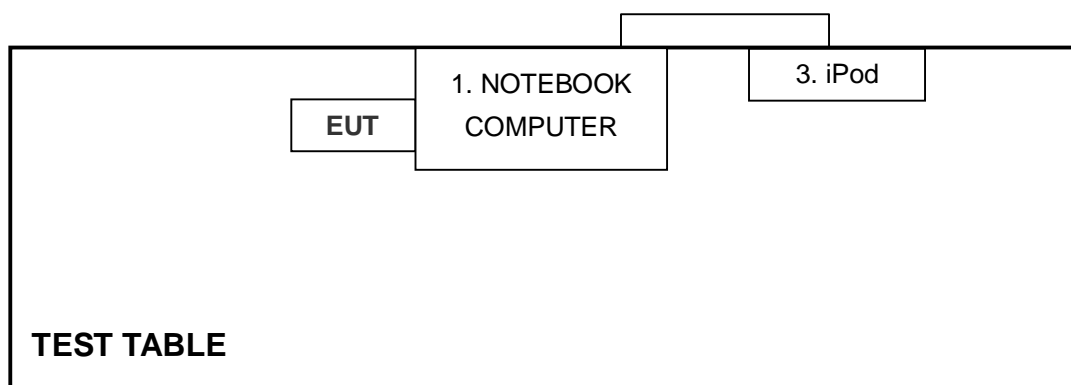 1. NOTEBOOK
COMPUTER
3. iPod
EUT
TEST TABLE